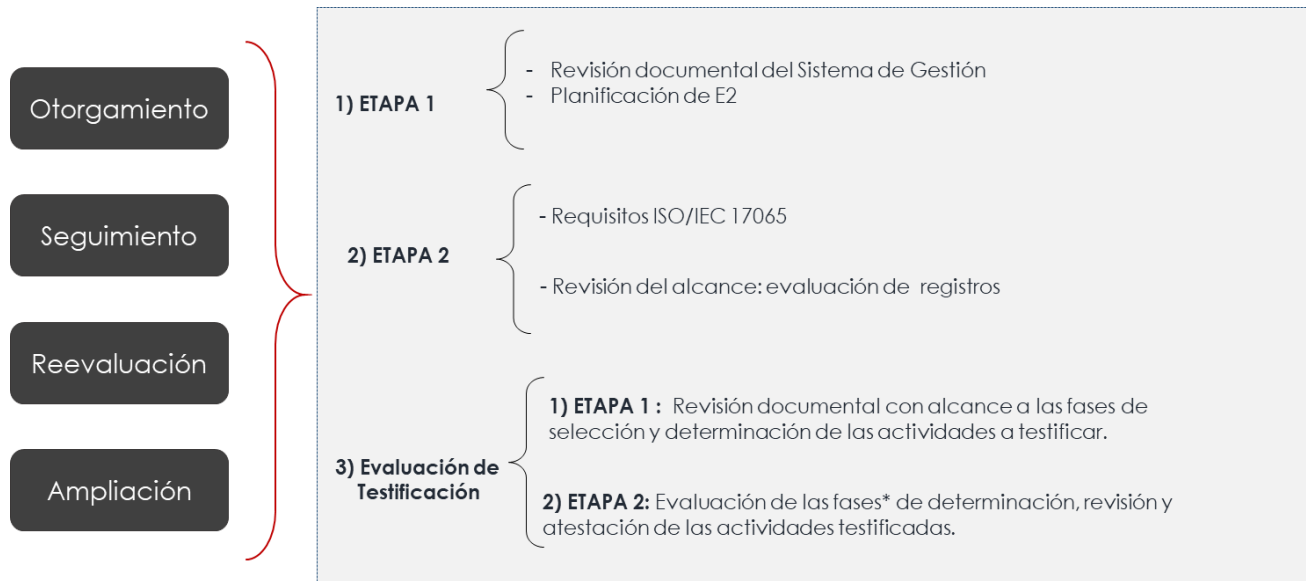 Otorgamiento
Seguimiento
Reevaluación
Ampliación
1) ETAPA 1
- Revisión documental del Sistema de Gestión
- Planificación de E2
2) ETAPA 2
- Requisitos ISO/IEC 17065
- Revisión del alcance: evaluación de registros
3) Evaluación de
Testificación
1) ETAPA 1 : Revisión documental con alcance a las fases de
selección y determinación de las actividades a testificar.
2) ETAPA 2: Evaluación de las fases* de determinación, revisión y
atestación de las actividades testificadas.